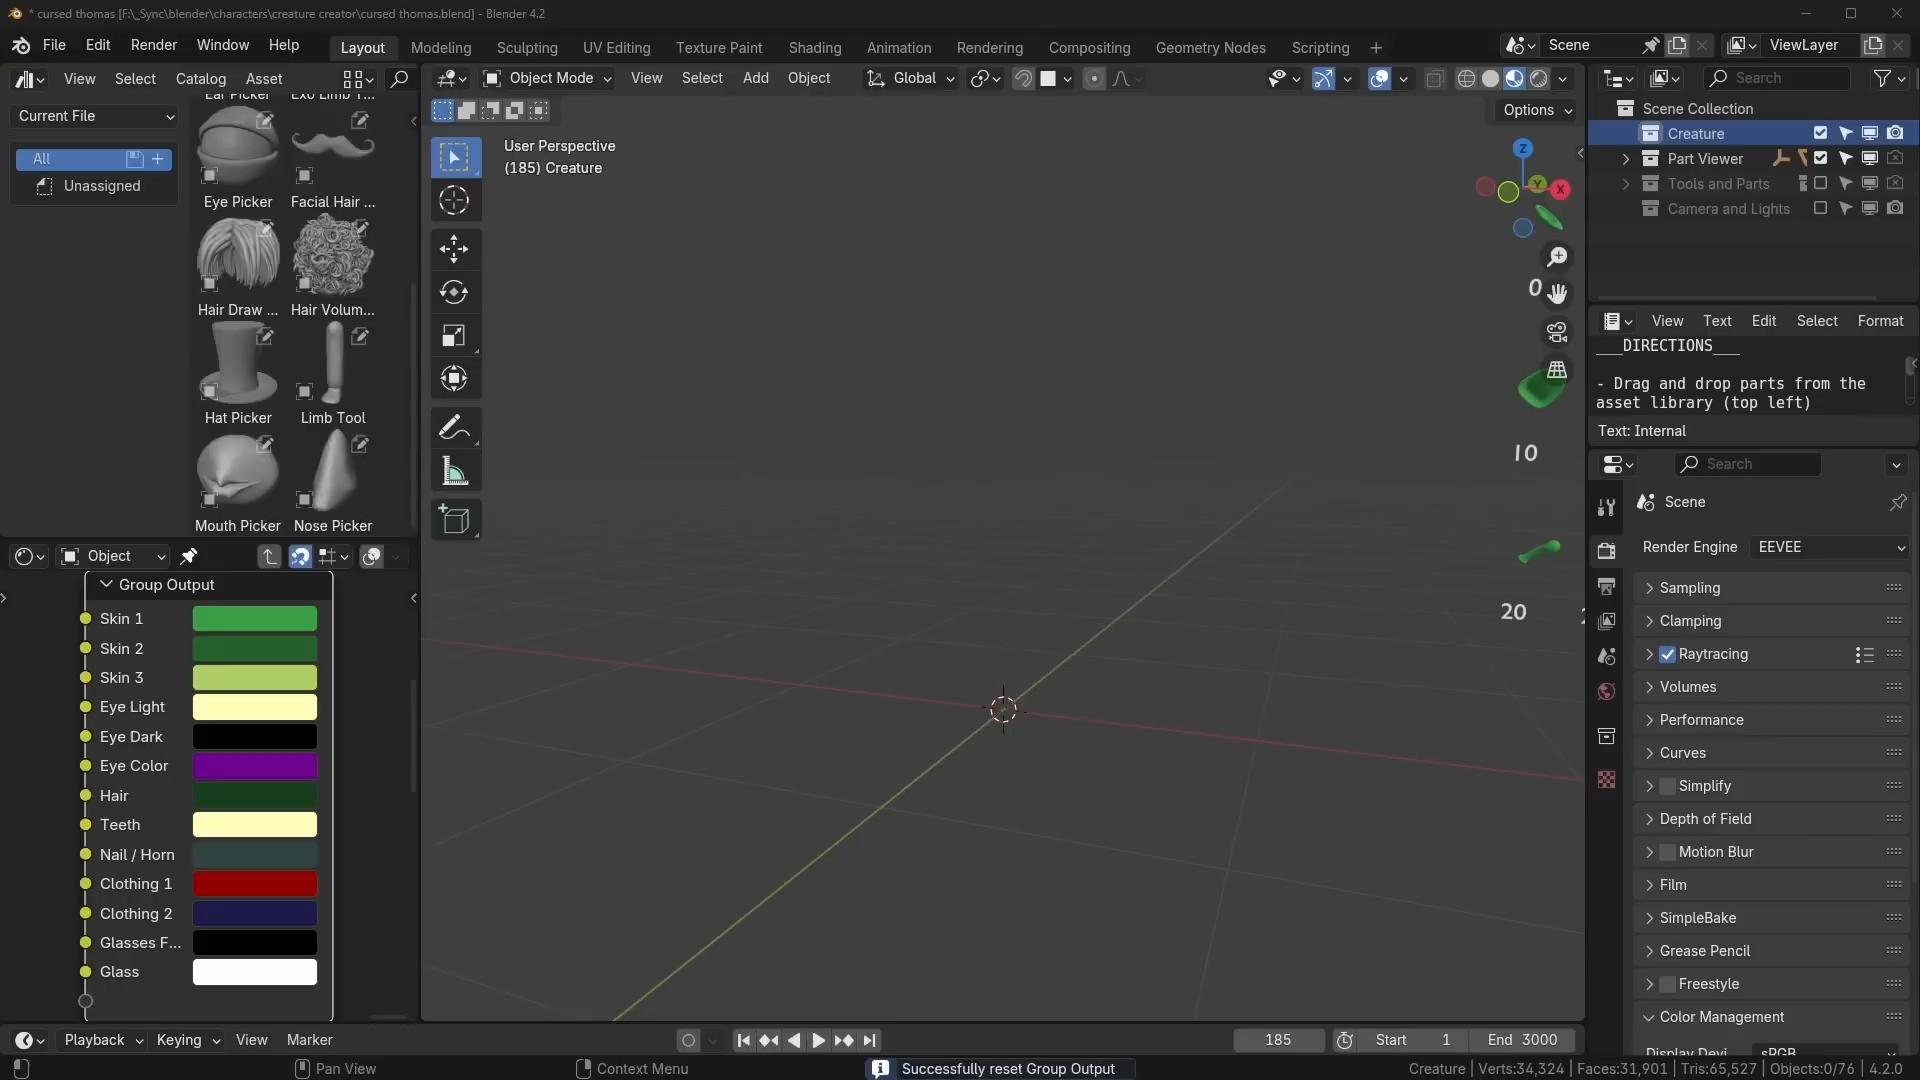 * cursed thomas [F:\_Sync\blender\characters\creature creator\cursed thomas.blend] - Blender 4.2
File Edit Render Window Help
Layout Modeling Sculpting UV Editing Texture Paint Shading Animation Rendering Compositing Geometry Nodes Scripting +
Scene
ViewLayer
View Select Catalog Asset
Object Mode View Select Add Object
Global
Search
Current File
Ear Picker Exo Limb T...
Options
All
Unassigned
Eye Picker Facial Hair ...
Hair Draw ... Hair Volum...
Hat Picker Limb Tool
Mouth Picker Nose Picker
User Perspective
(185) Creature
Z
Y
X
0
10
20
Scene Collection
Creature
Part Viewer
Tools and Parts
Camera and Lights
View Text Edit Select Format
___DIRECTIONS___
- Drag and drop parts from the
asset library (top left)
Text: Internal
Search
Scene
Render Engine EEVEE
Sampling
Clamping
Raytracing
Volumes
Performance
Curves
Simplify
Depth of Field
Motion Blur
Film
SimpleBake
Grease Pencil
Freestyle
Color Management
Display Devi... sRGB
Object
Group Output
Skin 1
Skin 2
Skin 3
Eye Light
Eye Dark
Eye Color
Hair
Teeth
Nail / Horn
Clothing 1
Clothing 2
Glasses F...
Glass
Playback Keying View Marker
185 Start 1 End 3000
Pan View
Context Menu
Successfully reset Group Output
Creature | Verts:34,324 | Faces:31,901 | Tris:65,527 | Objects:0/76 | 4.2.0